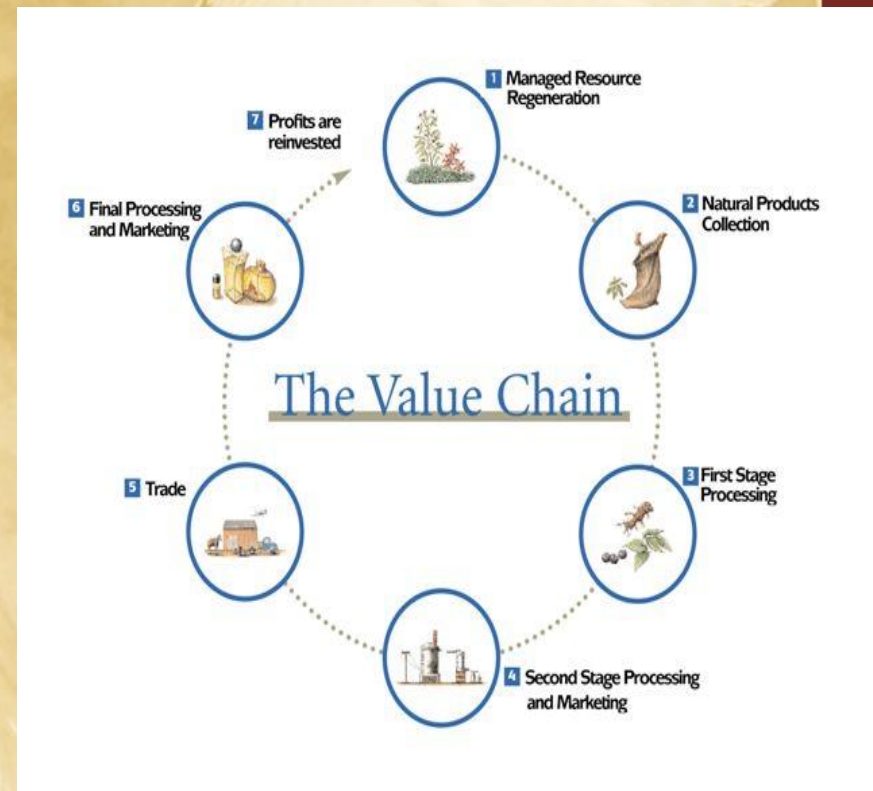 1 Managed Resource
Regeneration
2 Natural Products
Collection
3 First Stage
Processing
4 Second Stage Processing
and Marketing
5 Trade
6 Final Processing
and Marketing
7 Profits are
reinvested
The Value Chain